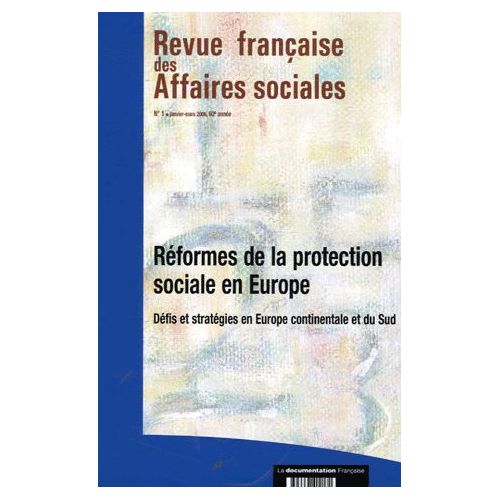 Revue française
des
Affaires sociales
N° 1 ■ janvier-mars 2006, 60e année
Réformes de la protection
sociale en Europe
Défis et stratégies en Europe continentale et du Sud
La documentation Française